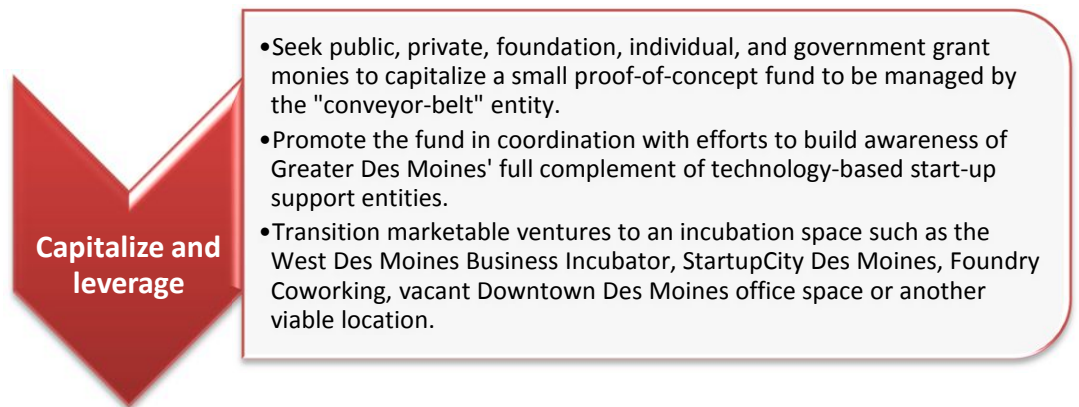 Capitalize and
leverage
•Seek public, private, foundation, individual, and government grant
monies to capitalize a small proof-of-concept fund to be managed by
the "conveyor-belt" entity.
•Promote the fund in coordination with efforts to build awareness of
Greater Des Moines' full complement of technology-based start-up
support entities.
•Transition marketable ventures to an incubation space such as the
West Des Moines Business Incubator, StartupCity Des Moines, Foundry
Coworking, vacant Downtown Des Moines office space or another
viable location.